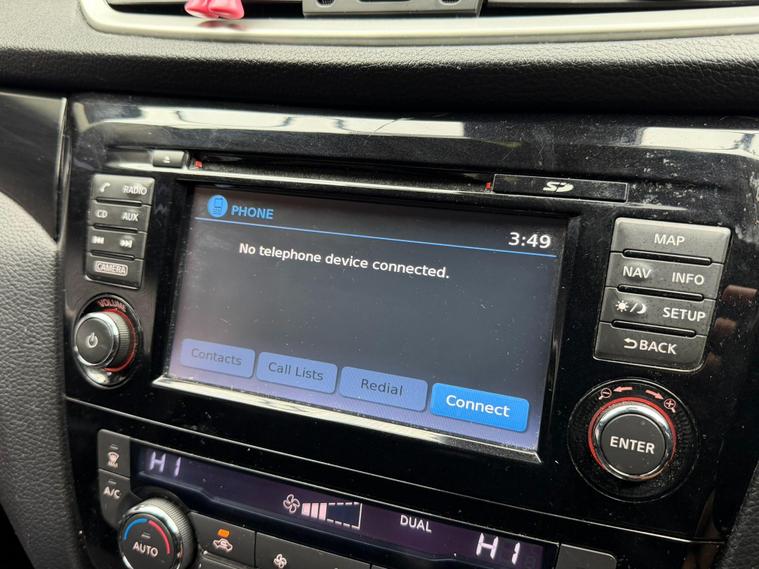 SD
RADIO
CD AUX
CAMERA
VOLUME
PHONE
3:49
No telephone device connected.
Contacts
Call Lists
Redial
Connect
MAP
NAV INFO
SETUP
BACK
ENTER
HI
DUAL
HI
A/C
AUTO